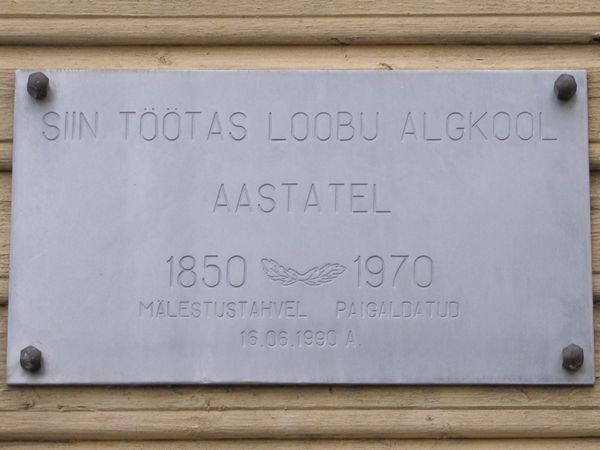 SIIN TÖÖTAS LOOBU ALGKOOL
AASTATEL
1850 1970
MÄLESTUSTAHVEL PAIGALDATUD
16.06.1990 A.